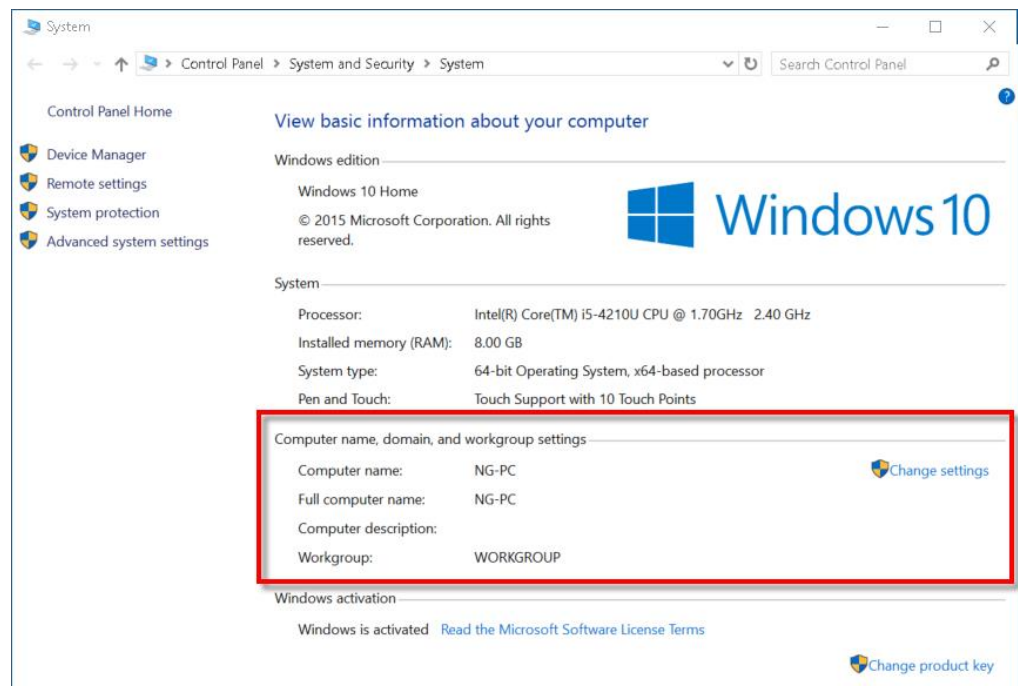 System
Control Panel > System and Security > System
Search Control Panel
Control Panel Home
Device Manager
Remote settings
System protection
Advanced system settings
View basic information about your computer
Windows edition
Windows 10 Home
© 2015 Microsoft Corporation. All rights
reserved.
Windows 10
System
Processor: Intel(R) Core(TM) i5-4210U CPU @ 1.70GHz 2.40 GHz
Installed memory (RAM): 8.00 GB
System type: 64-bit Operating System, x64-based processor
Pen and Touch: Touch Support with 10 Touch Points
Computer name, domain, and workgroup settings
Computer name: NG-PC
Change settings
Full computer name: NG-PC
Computer description:
Workgroup: WORKGROUP
Windows activation
Windows is activated Read the Microsoft Software License Terms
Change product key